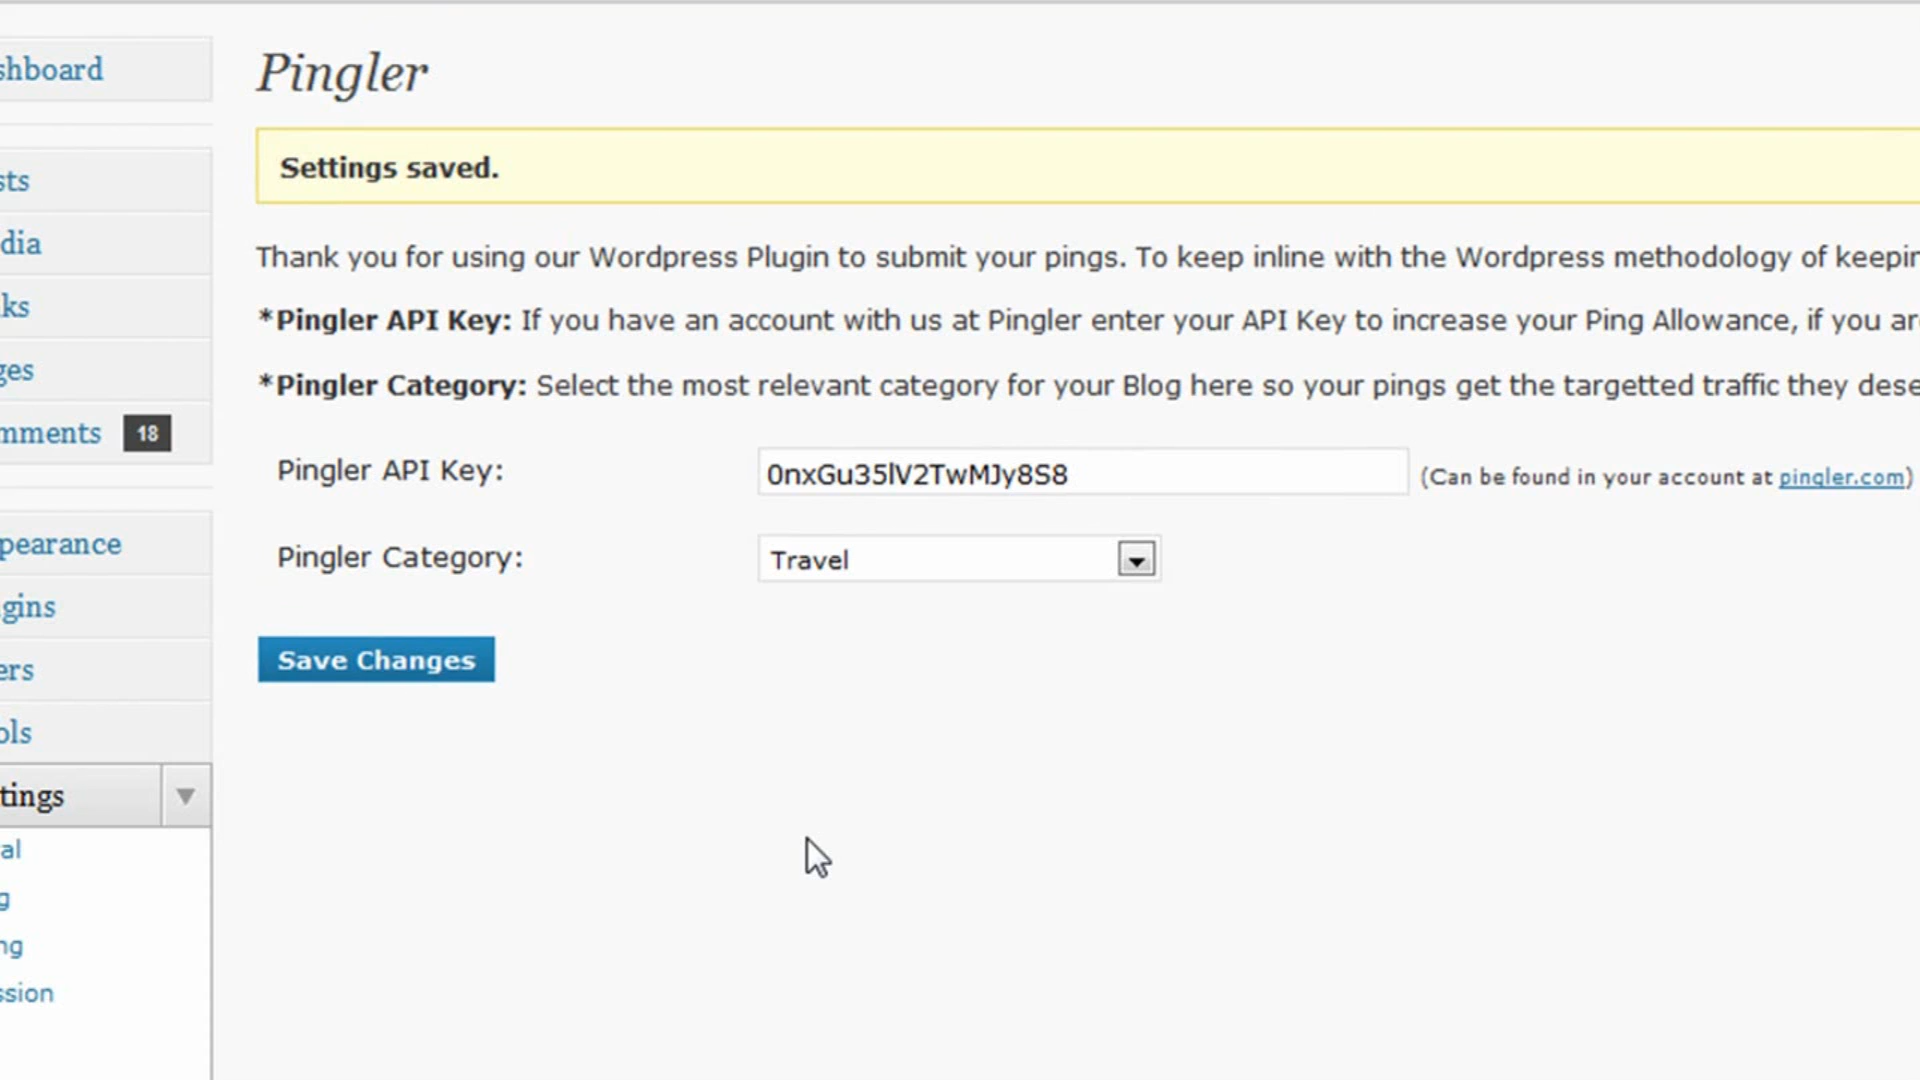 shboard
Pingler
Settings saved.
sts
dia
ks
ges
mments 18
Thank you for using our Wordpress Plugin to submit your pings. To keep inline with the Wordpress methodology of keepin
*Pingler API Key: If you have an account with us at Pingler enter your API Key to increase your Ping Allowance, if you are
*Pingler Category: Select the most relevant category for your Blog here so your pings get the targetted traffic they dese
Pingler API Key: 0nxGu35lV2TwMJy8S8 (Can be found in your account at pingler.com)
Pingler Category: Travel
Save Changes
pearance
gins
ers
ols
tings
al
g
ng
ssion